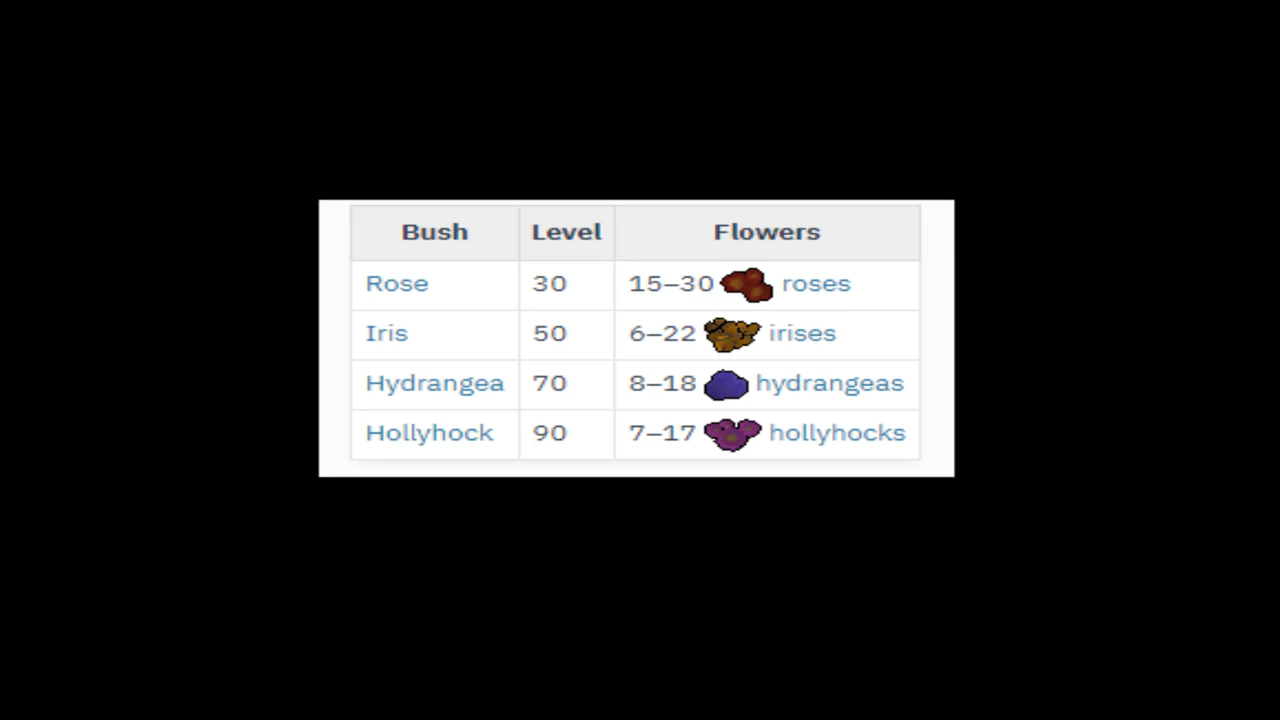 Bush Level Flowers
Rose 30 15–30 roses
Iris 50 6–22 irises
Hydrangea 70 8–18 hydrangeas
Hollyhock 90 7–17 hollyhocks